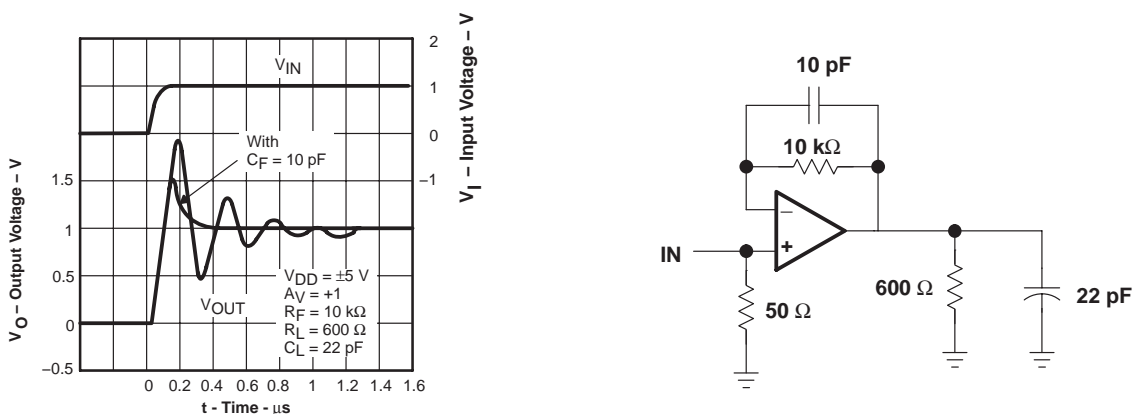 2
1
0
−1
V_I – Input Voltage – V
V_IN
With
C_F = 10 pF
1.5
1
0.5
0
−0.5
V_O – Output Voltage – V
V_OUT
V_DD = ±5 V
A_V = +1
R_F = 10 kΩ
R_L = 600 Ω
C_L = 22 pF
0 0.2 0.4 0.6 0.8 1 1.2 1.4 1.6
t - Time - μs
10 pF
10 kΩ
−
+
IN
50 Ω
600 Ω
22 pF